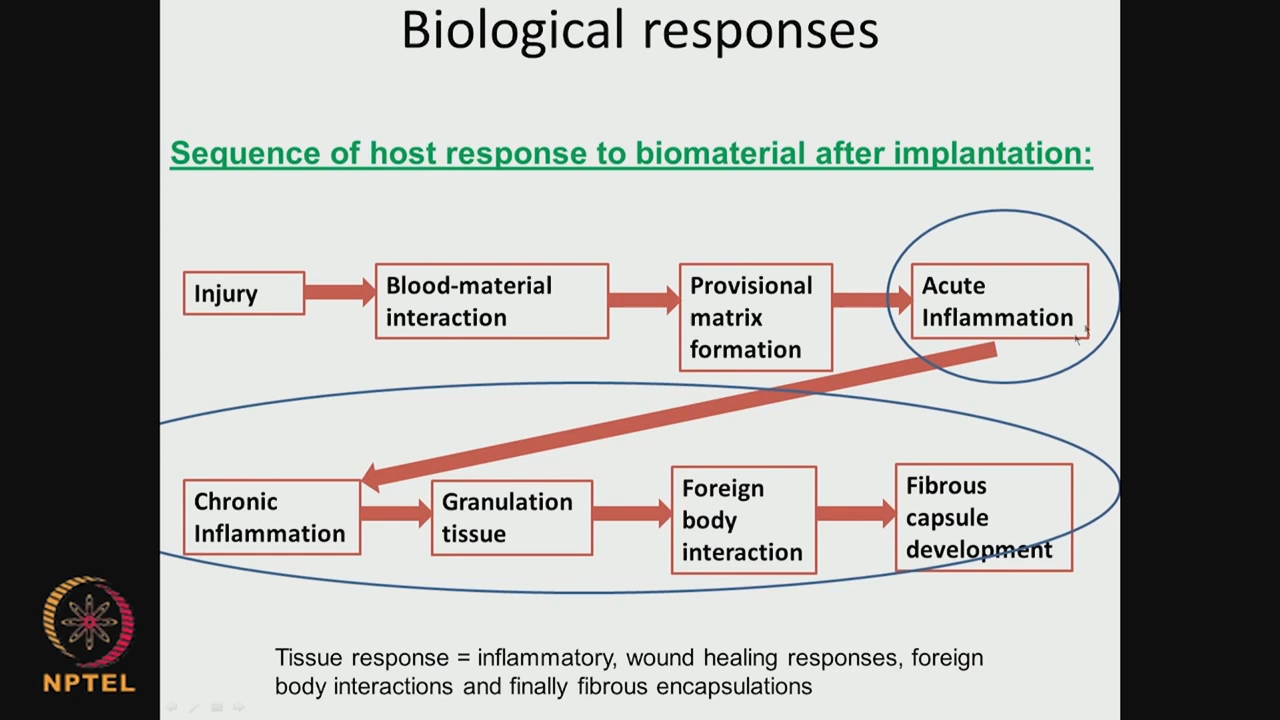 Biological responses
Sequence of host response to biomaterial after implantation:
Injury
Blood-material
interaction
Provisional
matrix
formation
Acute
Inflammation
Chronic
Inflammation
Granulation
tissue
Foreign
body
interaction
Fibrous
capsule
development
Tissue response = inflammatory, wound healing responses, foreign
body interactions and finally fibrous encapsulations
NPTEL